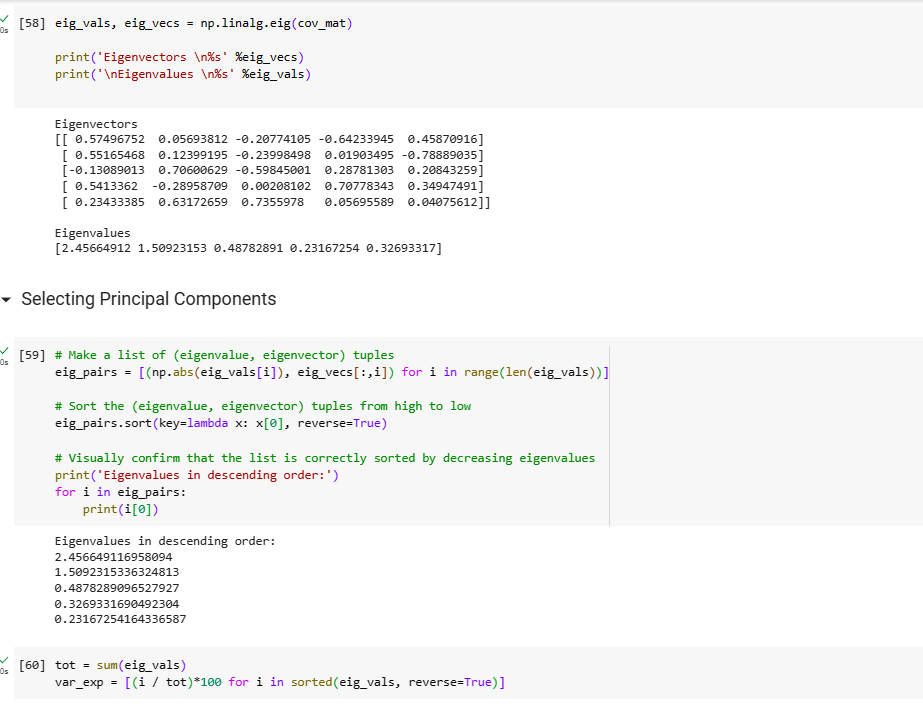 [58] eig_vals, eig_vecs = np.linalg.eig(cov_mat)
0s
print('Eigenvectors \n%s' %eig_vecs)
print('\nEigenvalues \n%s' %eig_vals)
Eigenvectors
[[ 0.57496752  0.05693812 -0.20774105 -0.64233945  0.45870916]
 [ 0.55165468  0.12399195 -0.23998498  0.01903495 -0.78889035]
 [-0.13089013  0.70600629 -0.59845001  0.28781303  0.20843259]
 [ 0.5413362  -0.28958709  0.00208102  0.70778343  0.34947491]
 [ 0.23433385  0.63172659  0.7355978   0.05695589  0.04075612]]
Eigenvalues
[2.45664912 1.50923153 0.48782891 0.23167254 0.32693317]
Selecting Principal Components
[59] # Make a list of (eigenvalue, eigenvector) tuples
0s
eig_pairs = [(np.abs(eig_vals[i]), eig_vecs[:,i]) for i in range(len(eig_vals))]
# Sort the (eigenvalue, eigenvector) tuples from high to low
eig_pairs.sort(key=lambda x: x[0], reverse=True)
# Visually confirm that the list is correctly sorted by decreasing eigenvalues
print('Eigenvalues in descending order:')
for i in eig_pairs:
    print(i[0])
Eigenvalues in descending order:
2.456649116958094
1.5092315336324813
0.4878289096527927
0.3269331690492304
0.23167254164336587
[60] tot = sum(eig_vals)
0s
var_exp = [(i / tot)*100 for i in sorted(eig_vals, reverse=True)]